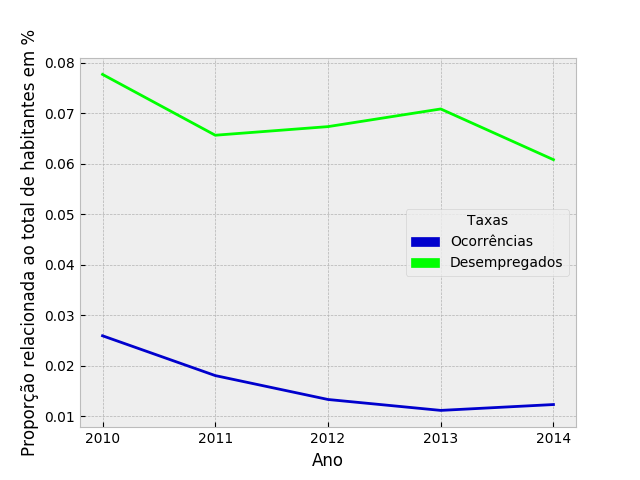 Proporção relacionada ao total de habitantes em %
0.08
0.07
0.06
0.05
0.04
0.03
0.02
0.01
Taxas
Ocorrências
Desempregados
2010 2011 2012 2013 2014
Ano